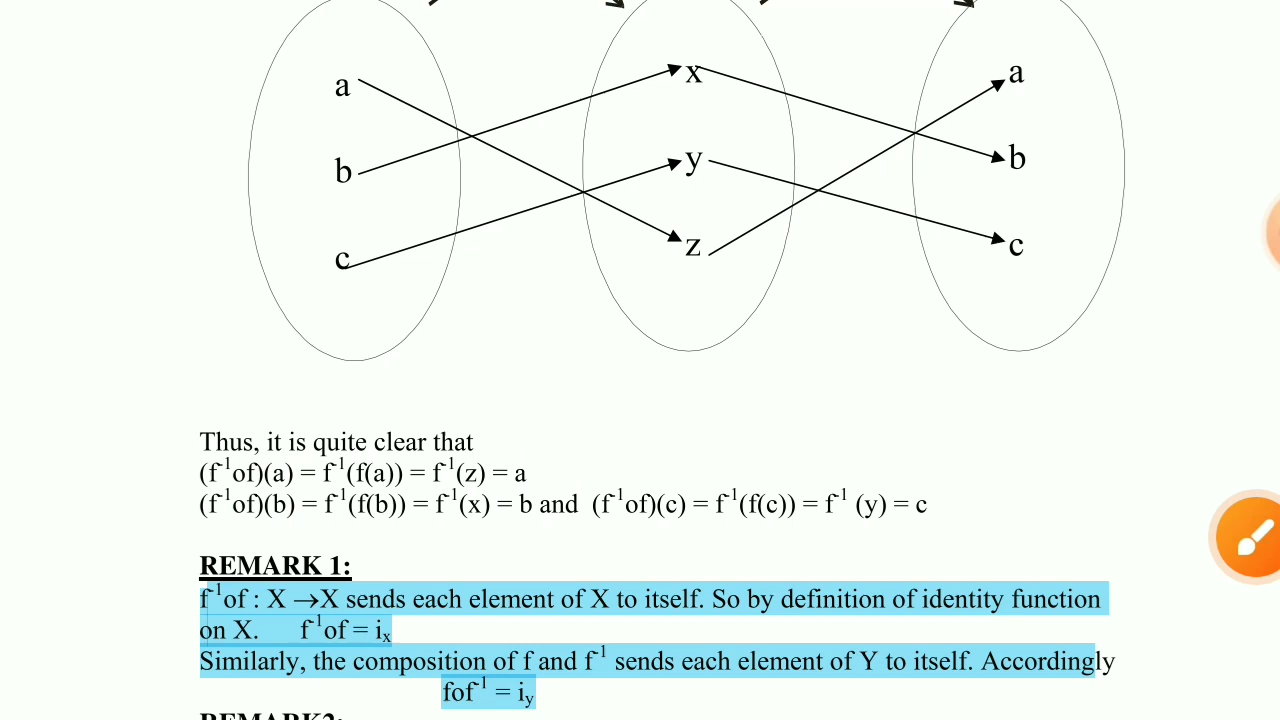 a x a
b y b
c z c
Thus, it is quite clear that
(f⁻¹of)(a) = f⁻¹(f(a)) = f⁻¹(z) = a
(f⁻¹of)(b) = f⁻¹(f(b)) = f⁻¹(x) = b and (f⁻¹of)(c) = f⁻¹(f(c)) = f⁻¹ (y) = c
REMARK 1:
f⁻¹of : X →X sends each element of X to itself. So by definition of identity function
on X. f⁻¹of = iₓ
Similarly, the composition of f and f⁻¹ sends each element of Y to itself. Accordingly
fof⁻¹ = iy
REMARK2: